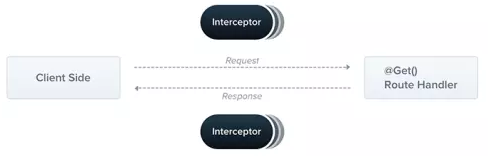 Interceptor
Request
Client Side
@Get()
Route Handler
Response
Interceptor